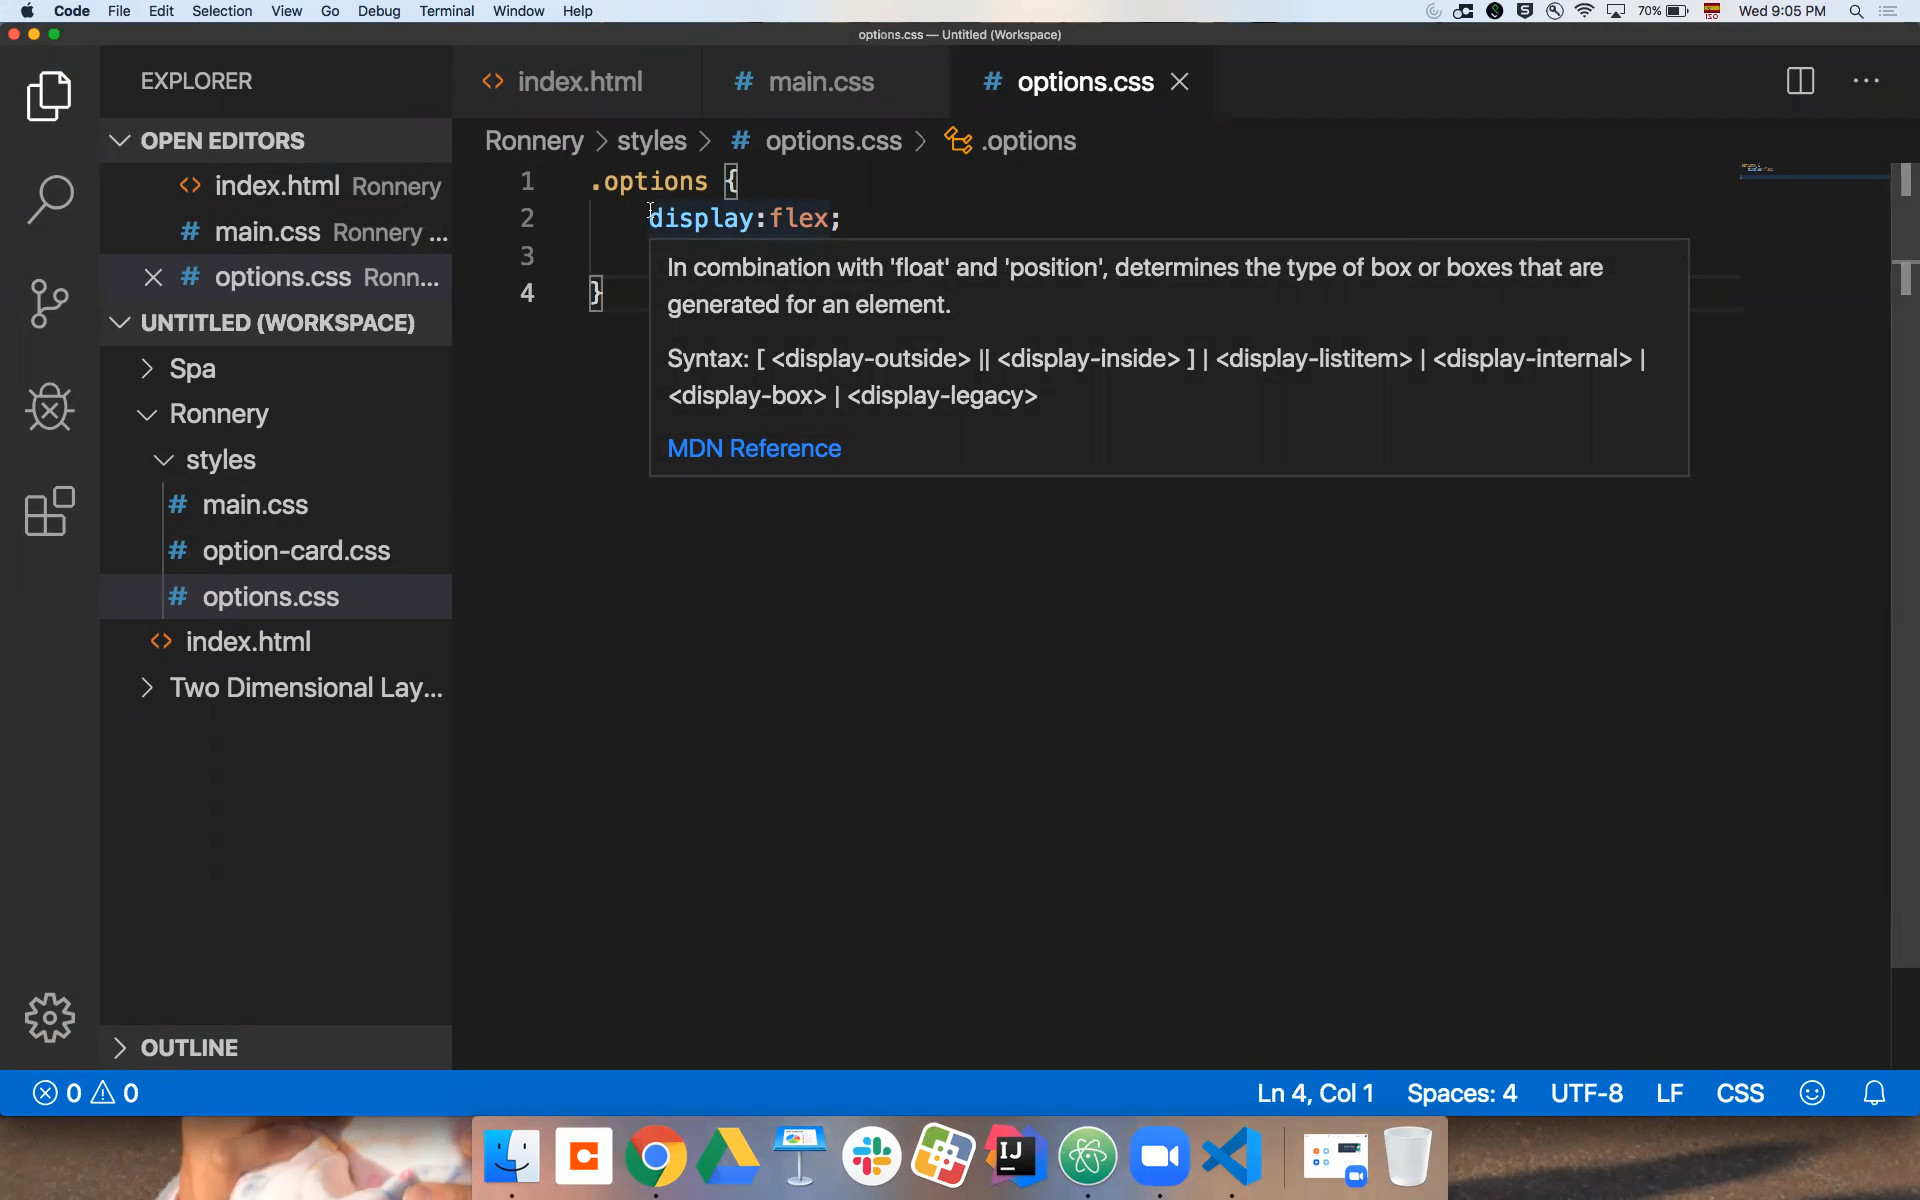 Code File Edit Selection View Go Debug Terminal Window Help 70% ISO Wed 9:05 PM
options.css — Untitled (Workspace)
EXPLORER
OPEN EDITORS
index.html Ronnery
main.css Ronnery ...
options.css Ronn...
UNTITLED (WORKSPACE)
Spa
Ronnery
styles
# main.css
# option-card.css
# options.css
index.html
Two Dimensional Lay...
OUTLINE
index.html # main.css # options.css
Ronnery > styles > # options.css > .options
1 .options {
2 display:flex;
3
4 }
In combination with 'float' and 'position', determines the type of box or boxes that are
generated for an element.
Syntax: [ <display-outside> || <display-inside> ] | <display-listitem> | <display-internal> |
<display-box> | <display-legacy>
MDN Reference
0 0 Ln 4, Col 1 Spaces: 4 UTF-8 LF CSS
IJ